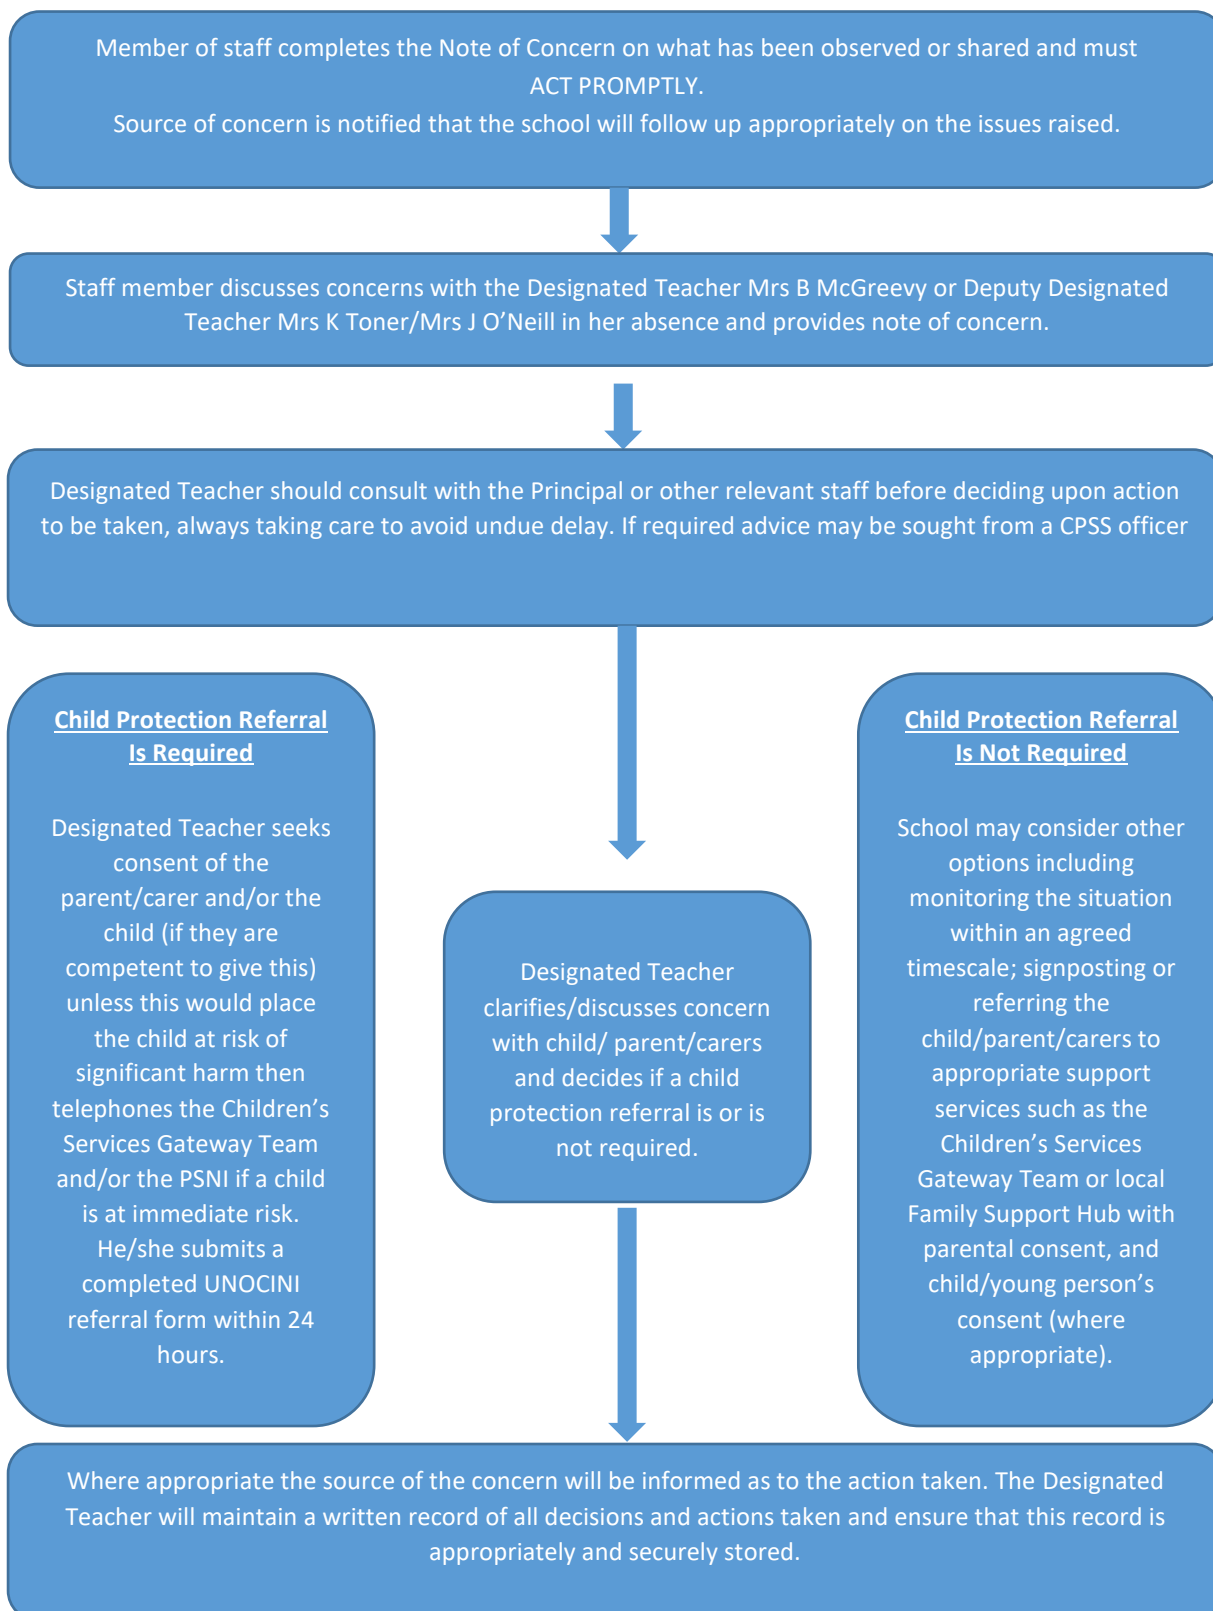 Member of staff completes the Note of Concern on what has been observed or shared and must
ACT PROMPTLY.
Source of concern is notified that the school will follow up appropriately on the issues raised.
Staff member discusses concerns with the Designated Teacher Mrs B McGreevy or Deputy Designated
Teacher Mrs K Toner/Mrs J O’Neill in her absence and provides note of concern.
Designated Teacher should consult with the Principal or other relevant staff before deciding upon action
to be taken, always taking care to avoid undue delay. If required advice may be sought from a CPSS officer
Child Protection Referral
Is Required
Designated Teacher seeks
consent of the
parent/carer and/or the
child (if they are
competent to give this)
unless this would place
the child at risk of
significant harm then
telephones the Children’s
Services Gateway Team
and/or the PSNI if a child
is at immediate risk.
He/she submits a
completed UNOCINI
referral form within 24
hours.
Designated Teacher
clarifies/discusses concern
with child/ parent/carers
and decides if a child
protection referral is or is
not required.
Child Protection Referral
Is Not Required
School may consider other
options including
monitoring the situation
within an agreed
timescale; signposting or
referring the
child/parent/carers to
appropriate support
services such as the
Children’s Services
Gateway Team or local
Family Support Hub with
parental consent, and
child/young person’s
consent (where
appropriate).
Where appropriate the source of the concern will be informed as to the action taken. The Designated
Teacher will maintain a written record of all decisions and actions taken and ensure that this record is
appropriately and securely stored.